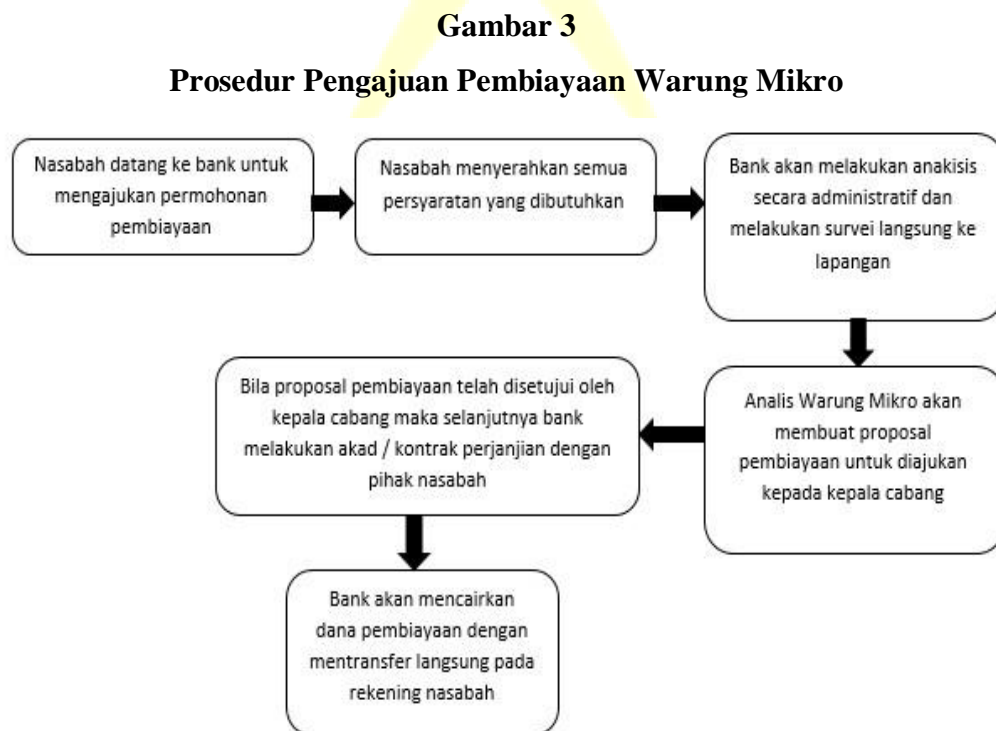 Gambar 3
Prosedur Pengajuan Pembiayaan Warung Mikro
Nasabah datang ke bank untuk
mengajukan permohonan
pembiayaan
Nasabah menyerahkan semua
persyaratan yang dibutuhkan
Bank akan melakukan anakisis
secara administratif dan
melakukan survei langsung ke
lapangan
Analis Warung Mikro akan
membuat proposal
pembiayaan untuk diajukan
kepada kepala cabang
Bila proposal pembiayaan telah disetujui oleh
kepala cabang maka selanjutnya bank
melakukan akad / kontrak perjanjian dengan
pihak nasabah
Bank akan mencairkan
dana pembiayaan dengan
mentransfer langsung pada
rekening nasabah